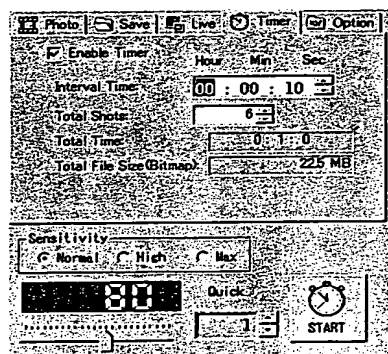 Photo Save Live Timer Option
Enable Timer
Hour Min Sec
Interval Time: 00 : 00 : 10
Total Shots: 6
Total Time: 0 : 1 : 0
Total File Size(Bitmap): 22.5 MB
Sensitivity
Normal High Max
80
Quick
1
START